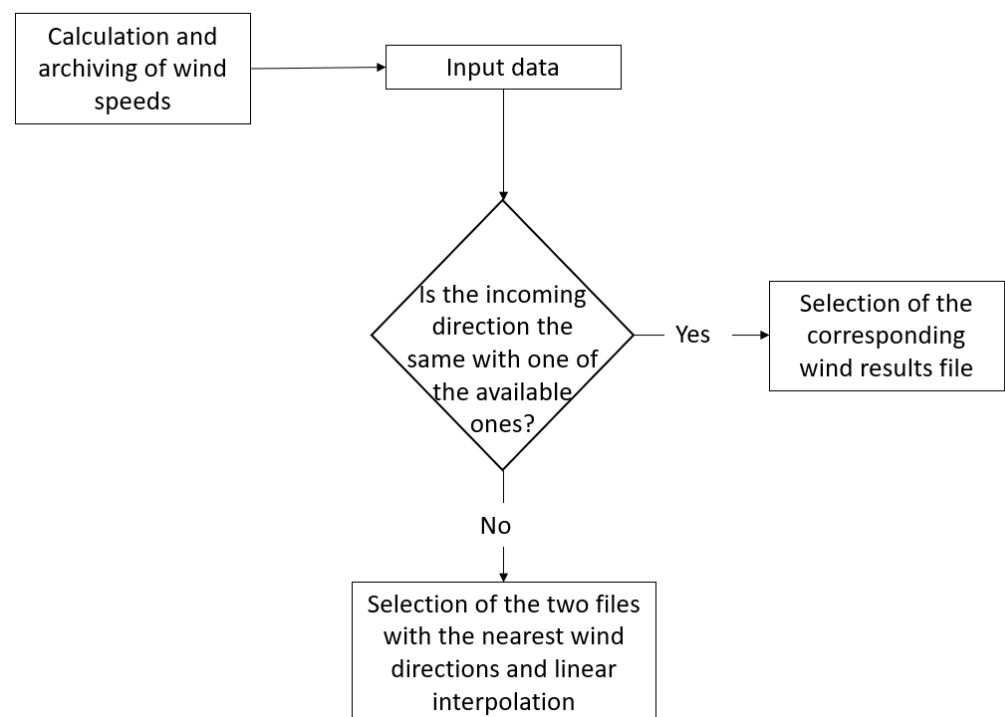 Calculation and
archiving of wind
speeds
Input data
Is the incoming
direction the
same with one of
the available
ones?
Yes
Selection of the
corresponding
wind results file
No
Selection of the two files
with the nearest wind
directions and linear
interpolation